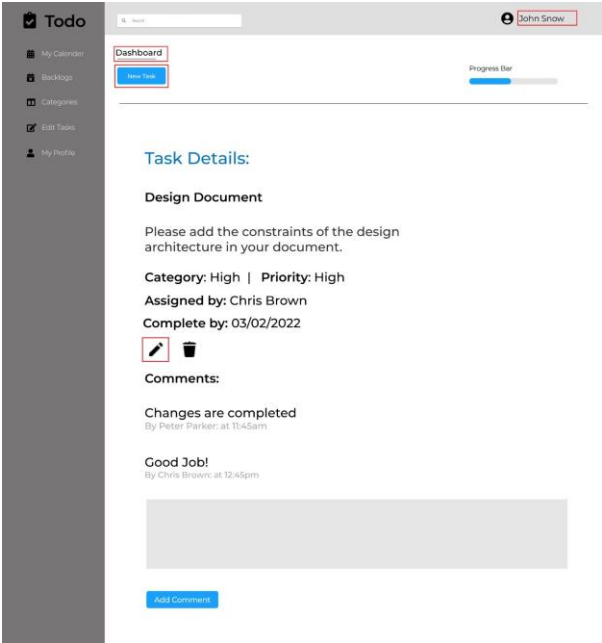 Todo
Search
John Snow
My Calender
Backlogs
Categories
Edit Tasks
My Profile
Dashboard
New Task
Progress Bar
Task Details:
Design Document
Please add the constraints of the design
architecture in your document.
Category: High | Priority: High
Assigned by: Chris Brown
Complete by: 03/02/2022
Comments:
Changes are completed
By Peter Parker: at 11:45am
Good Job!
By Chris Brown: at 12:45pm
Add Comment